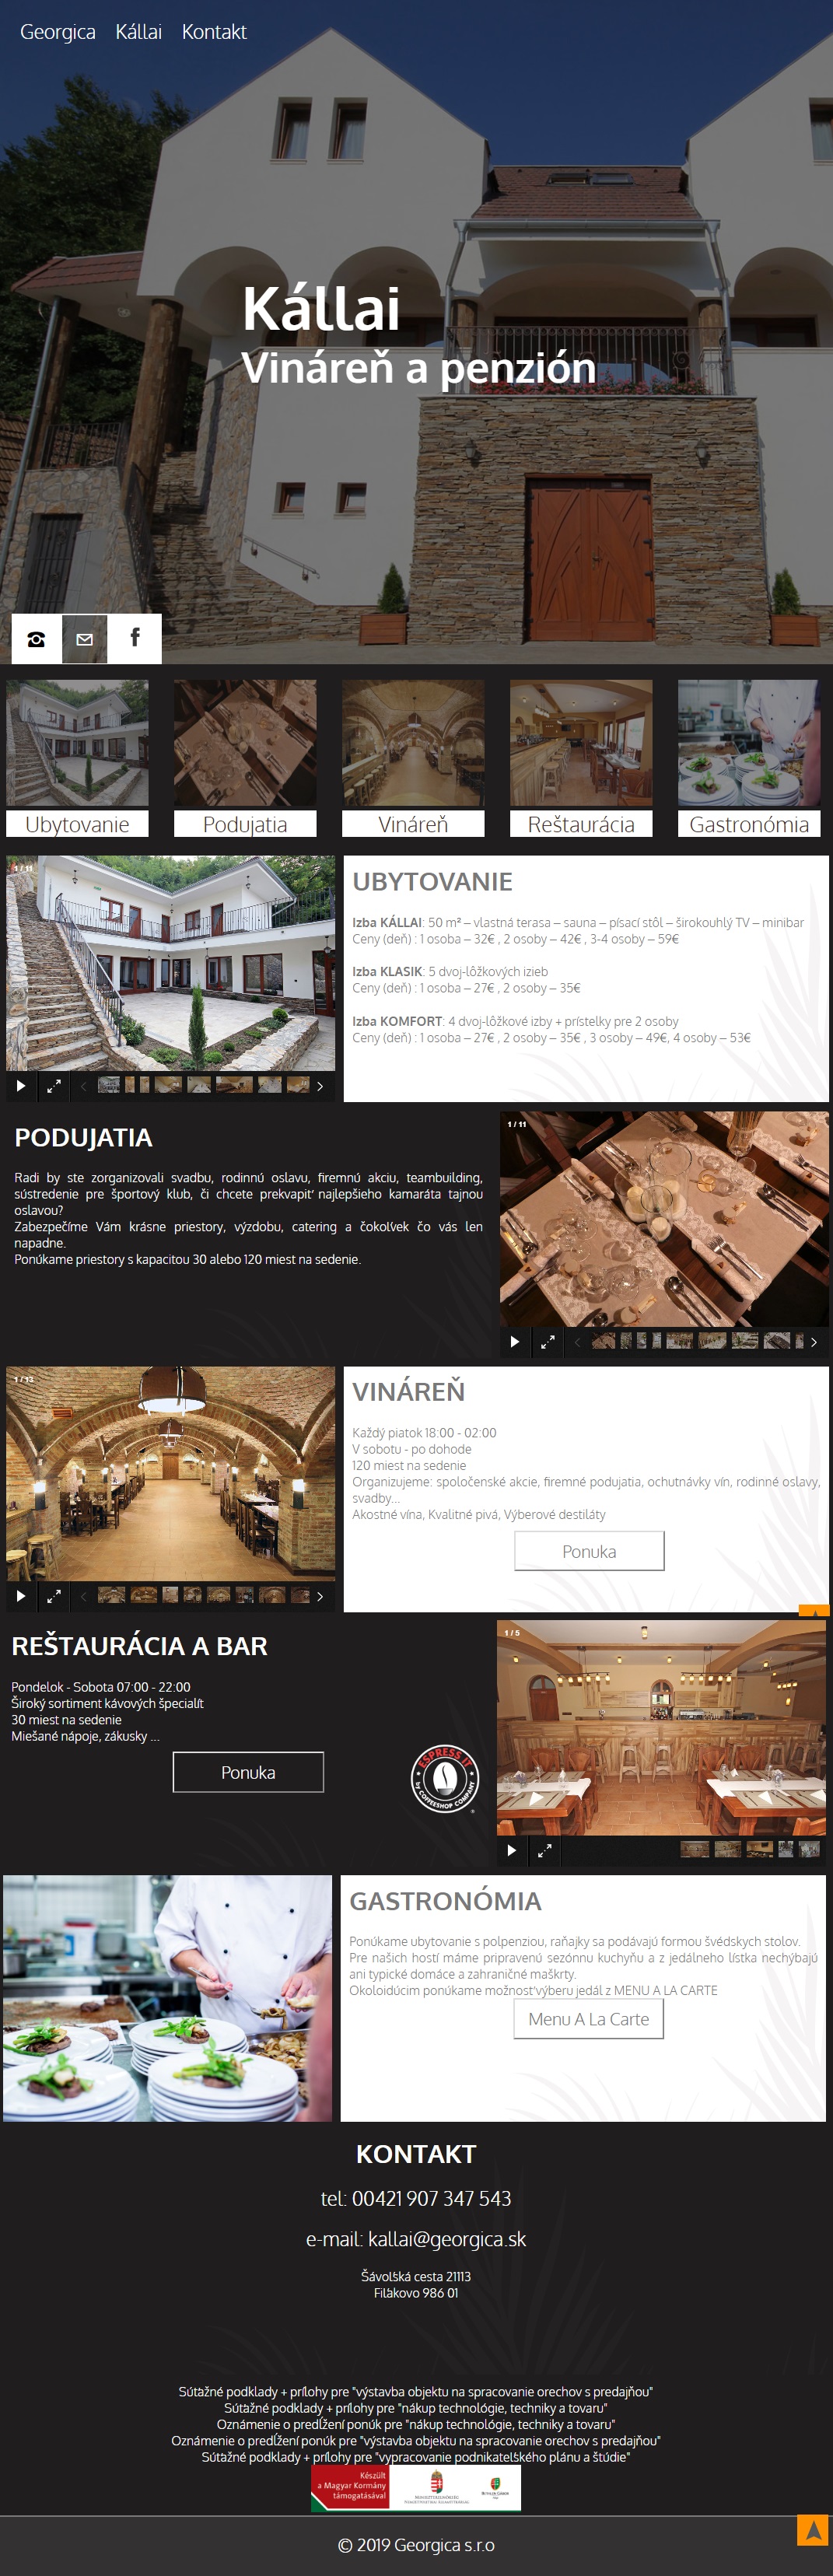 Georgica Kállai Kontakt
Kállai
Vináreň a penzión
Ubytovanie
Podujatia
Vináreň
Reštaurácia
Gastronómia
1 / 11
UBYTOVANIE
Izba KÁLLAI: 50 m² – vlastná terasa – sauna – písací stôl – širokouhlý TV – minibar
Ceny (deň) : 1 osoba – 32€ , 2 osoby – 42€ , 3-4 osoby – 59€
Izba KLASIK: 5 dvoj-lôžkových izieb
Ceny (deň) : 1 osoba – 27€ , 2 osoby – 35€
Izba KOMFORT: 4 dvoj-lôžkové izby + prístelky pre 2 osoby
Ceny (deň) : 1 osoba – 27€ , 2 osoby – 35€ , 3 osoby – 49€, 4 osoby – 53€
PODUJATIA
Radi by ste zorganizovali svadbu, rodinnú oslavu, firemnú akciu, teambuilding,
sústredenie pre športový klub, či chcete prekvapiť najlepšieho kamaráta tajnou
oslavou?
Zabezpečíme Vám krásne priestory, výzdobu, catering a čokoľvek čo vás len
napadne.
Ponúkame priestory s kapacitou 30 alebo 120 miest na sedenie.
1 / 11
1 / 13
VINÁREŇ
Každý piatok 18:00 - 02:00
V sobotu - po dohode
120 miest na sedenie
Organizujeme: spoločenské akcie, firemné podujatia, ochutnávky vín, rodinné oslavy,
svadby...
Akostné vína, Kvalitné pivá, Výberové destiláty
Ponuka
REŠTAURÁCIA A BAR
Pondelok - Sobota 07:00 - 22:00
Široký sortiment kávových špecialít
30 miest na sedenie
Miešané nápoje, zákusky ...
Ponuka
ESPRESS IT
by COFFEESHOP COMPANY
1 / 5
GASTRONÓMIA
Ponúkame ubytovanie s polpenziou, raňajky sa podávajú formou švédskych stolov.
Pre našich hostí máme pripravenú sezónnu kuchyňu a z jedálneho lístka nechýbajú
ani typické domáce a zahraničné maškrty.
Okoloidúcim ponúkame možnosť výberu jedál z MENU A LA CARTE
Menu A La Carte
KONTAKT
tel: 00421 907 347 543
e-mail: kallai@georgica.sk
Šávoľská cesta 21113
Fiľakovo 986 01
Súťažné podklady + prílohy pre "výstavba objektu na spracovanie orechov s predajňou"
Súťažné podklady + prílohy pre "nákup technológie, techniky a tovaru"
Oznámenie o predĺžení ponúk pre "nákup technológie, techniky a tovaru"
Oznámenie o predĺžení ponúk pre "výstavba objektu na spracovanie orechov s predajňou"
Súťažné podklady + prílohy pre "vypracovanie podnikateľského plánu a štúdie"
Készült
a Magyar Kormány
támogatásával
© 2019 Georgica s.r.o